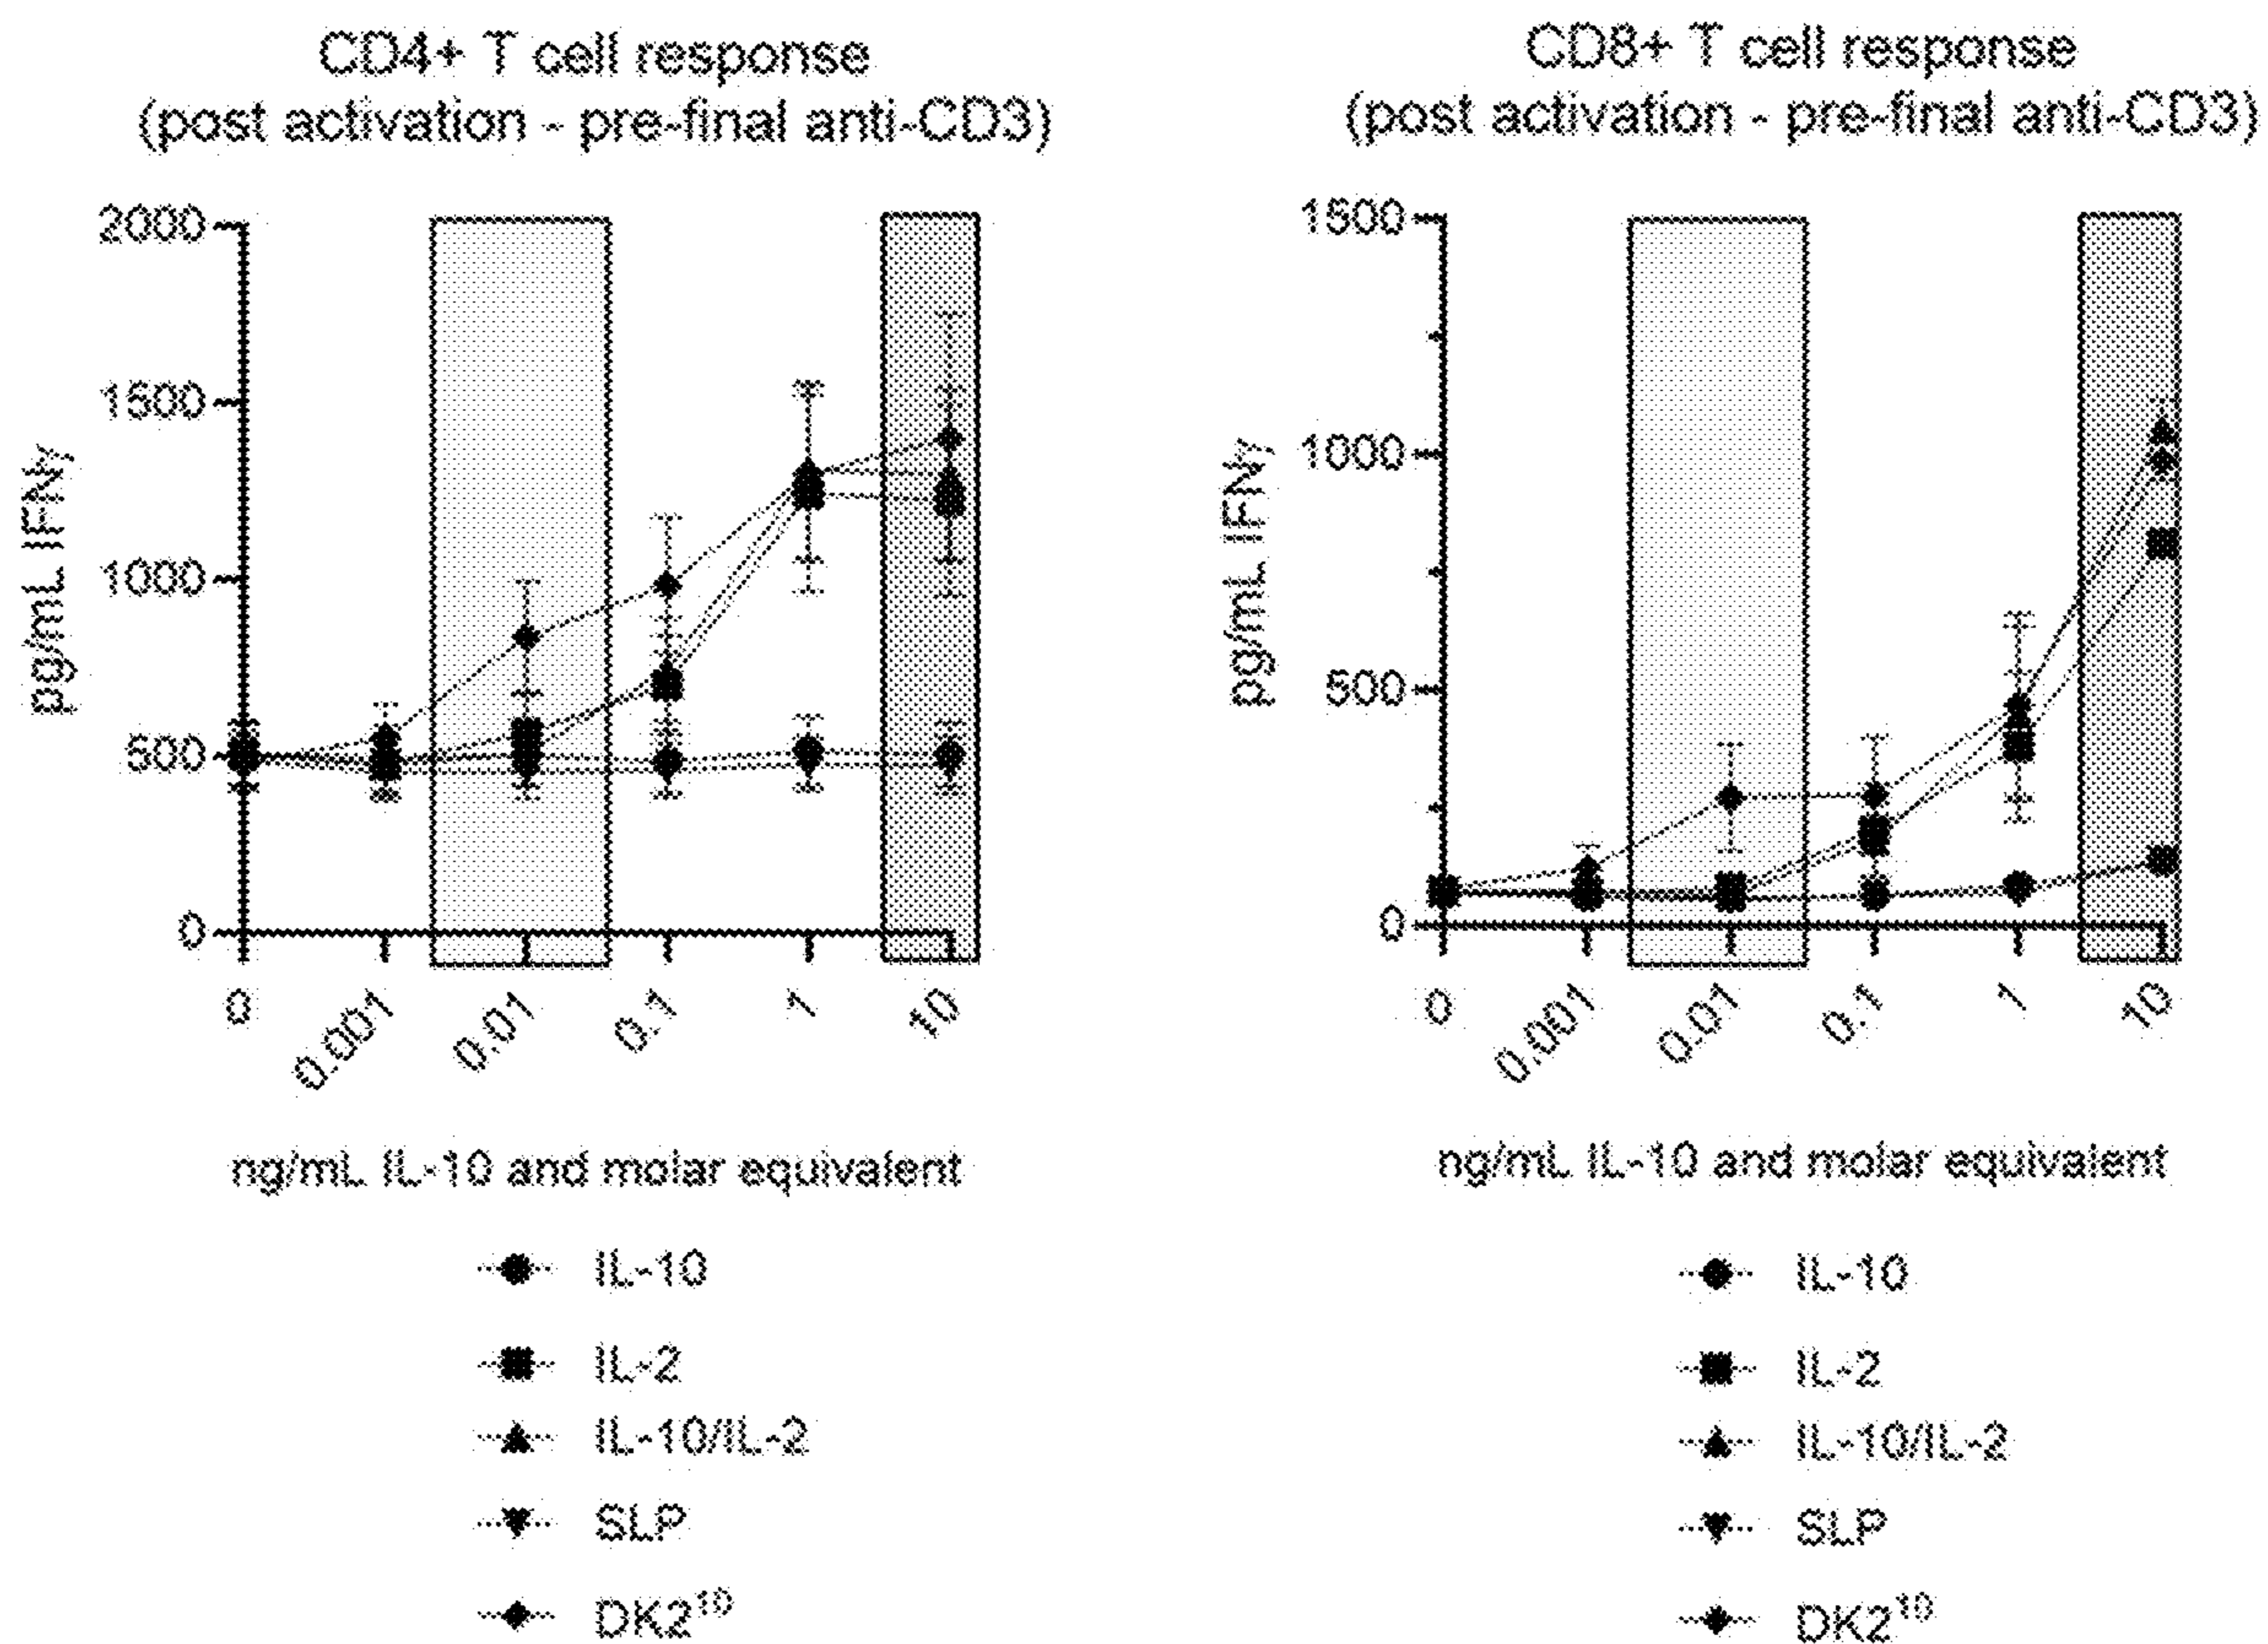 CD4+ T cell response
(post activation - pre-final anti-CD3)
pg/mL IFNγ
2000
1500
1000
500
0
0
0.001
0.01
0.1
1
10
ng/mL IL-10 and molar equivalent
IL-10
IL-2
IL-10/IL-2
SLP
DK2¹⁰
CD8+ T cell response
(post activation - pre-final anti-CD3)
pg/mL IFNγ
1500
1000
500
0
0
0.001
0.01
0.1
1
10
ng/mL IL-10 and molar equivalent
IL-10
IL-2
IL-10/IL-2
SLP
DK2¹⁰